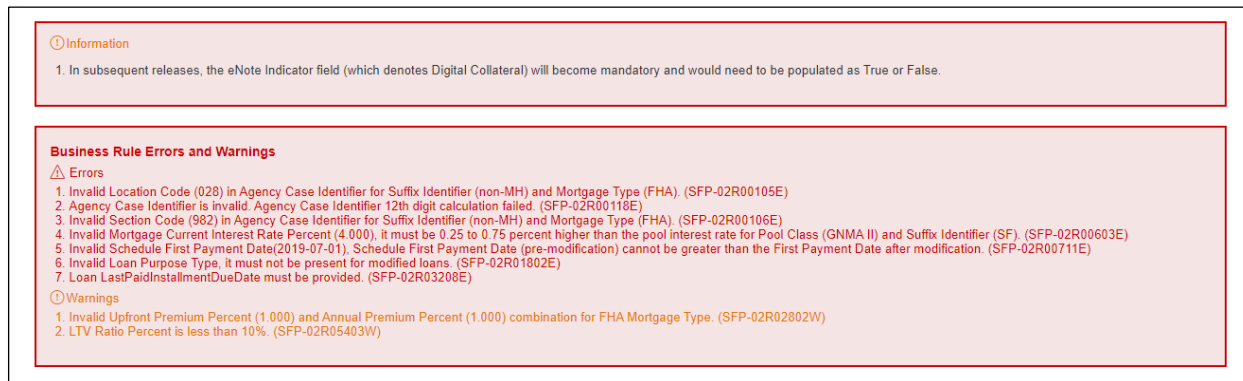 Information
1. In subsequent releases, the eNote Indicator field (which denotes Digital Collateral) will become mandatory and would need to be populated as True or False.
Business Rule Errors and Warnings
Errors
1. Invalid Location Code (028) in Agency Case Identifier for Suffix Identifier (non-MH) and Mortgage Type (FHA). (SFP-02R00105E)
2. Agency Case Identifier is invalid. Agency Case Identifier 12th digit calculation failed. (SFP-02R00118E)
3. Invalid Section Code (982) in Agency Case Identifier for Suffix Identifier (non-MH) and Mortgage Type (FHA). (SFP-02R00106E)
4. Invalid Mortgage Current Interest Rate Percent (4.000), it must be 0.25 to 0.75 percent higher than the pool interest rate for Pool Class (GNMA II) and Suffix Identifier (SF). (SFP-02R00603E)
5. Invalid Schedule First Payment Date(2019-07-01), Schedule First Payment Date (pre-modification) cannot be greater than the First Payment Date after modification. (SFP-02R00711E)
6. Invalid Loan Purpose Type, it must not be present for modified loans. (SFP-02R01802E)
7. Loan LastPaidInstallmentDueDate must be provided. (SFP-02R03208E)
Warnings
1. Invalid Upfront Premium Percent (1.000) and Annual Premium Percent (1.000) combination for FHA Mortgage Type. (SFP-02R02802W)
2. LTV Ratio Percent is less than 10%. (SFP-02R05403W)